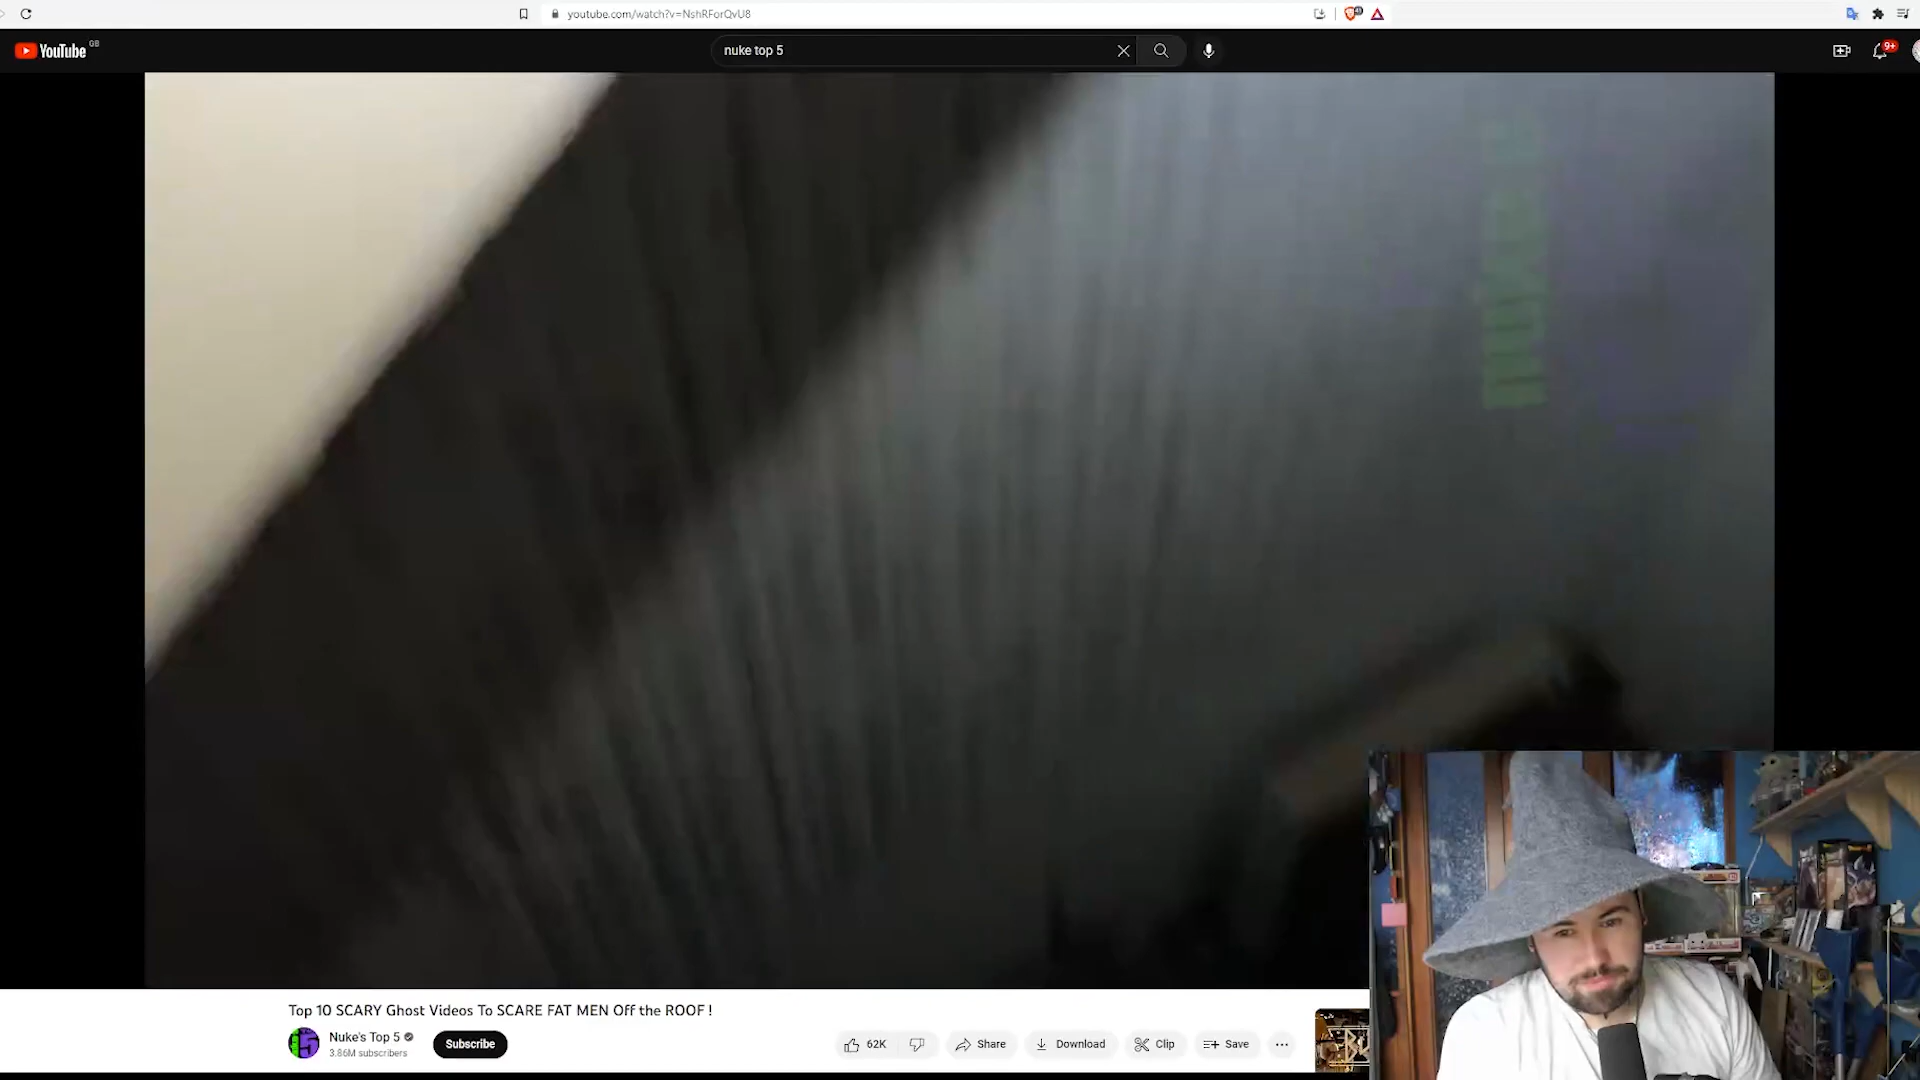 youtube.com/watch?v=NshRForQvU8
YouTube GB
nuke top 5
9+
NUKE'S
Top 10 SCARY Ghost Videos To SCARE FAT MEN Off the ROOF !
Nuke's Top 5
3.86M subscribers
Subscribe
62K
Share
Download
Clip
Save